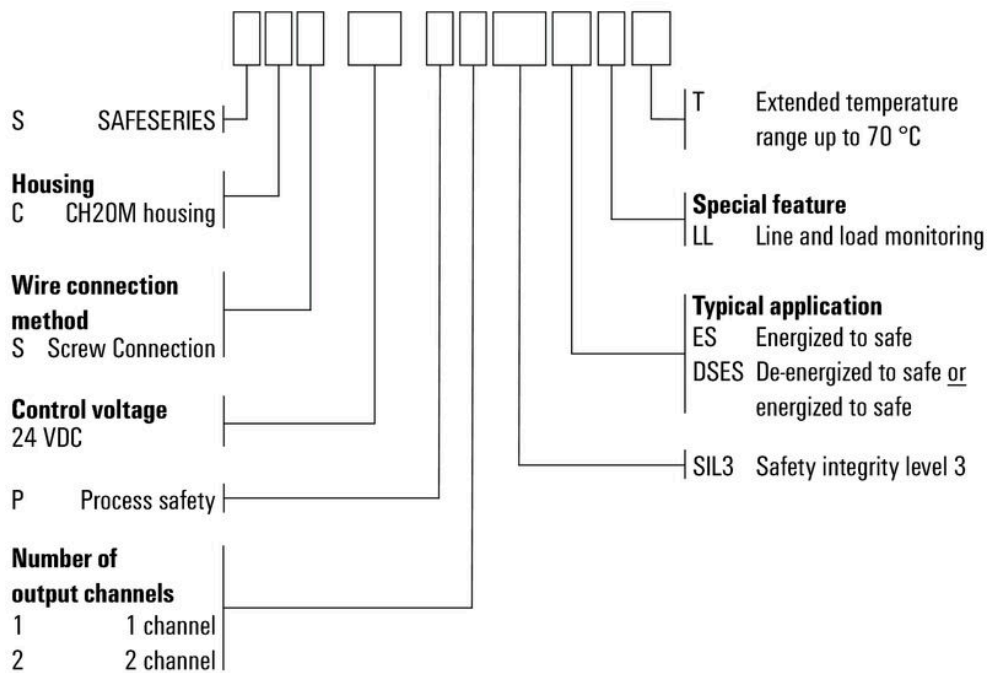 S SAFESERIES
Housing
C CH20M housing
Wire connection
method
S Screw Connection
Control voltage
24 VDC
P Process safety
Number of
output channels
1 1 channel
2 2 channel
T Extended temperature
range up to 70 °C
Special feature
LL Line and load monitoring
Typical application
ES Energized to safe
DSES De-energized to safe or
energized to safe
SIL3 Safety integrity level 3